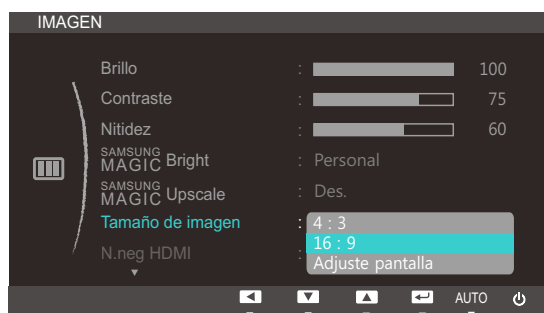 IMAGEN
Brillo : 100
Contraste : 75
Nitidez : 60
SAMSUNG MAGIC Bright : Personal
SAMSUNG MAGIC Upscale : Des.
Tamaño de imagen : 4 : 3
16 : 9
N.neg HDMI : Adjuste pantalla
AUTO